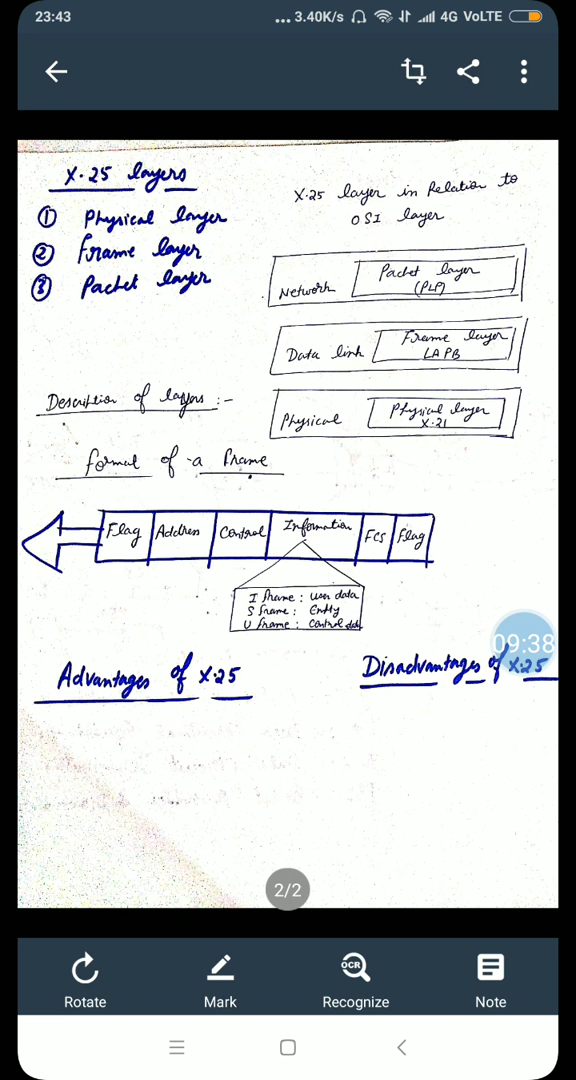 23:43
... 3.40K/s 4G VoLTE
X.25 layers
① Physical layer
② Frame layer
③ Packet layer
X.25 layer in Relation to
OSI layer
Network
Packet layer
(PLP)
Data link
Frame layer
LAPB
Physical
Physical layer
X.21
Description of layers :-
format of a frame
Flag
Address
Control
Information
FCS
Flag
I frame : user data
S frame : Entity
U frame : Control
09:38
Advantages of X.25
Disadvantages of X.25
2/2
Rotate
Mark
OCR
Recognize
Note